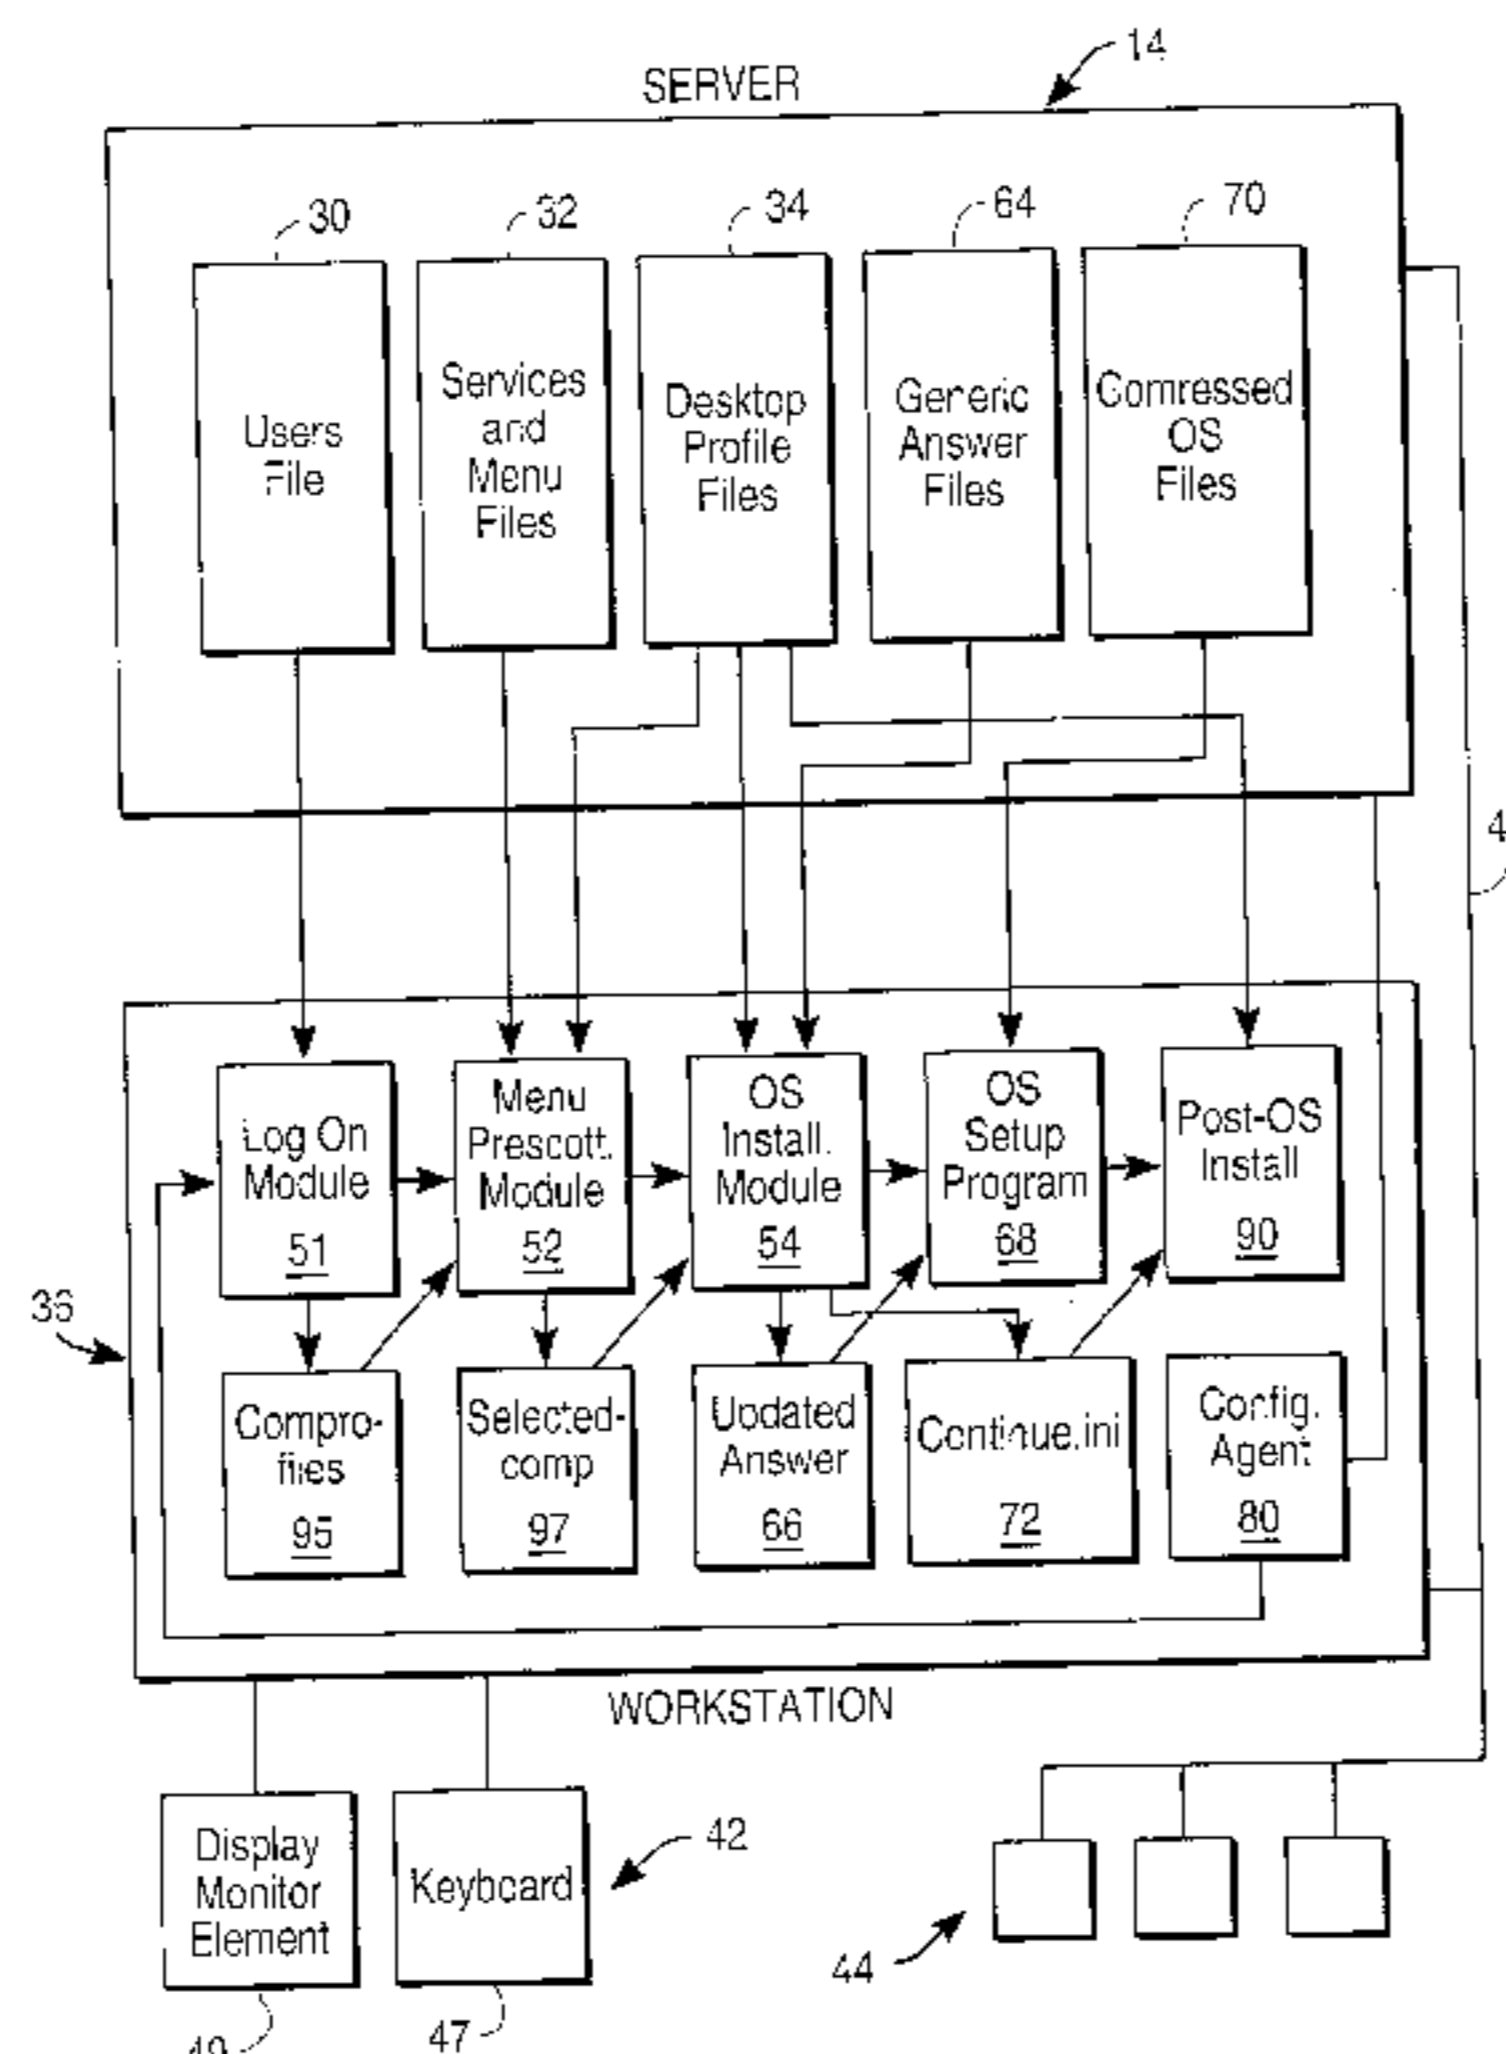 14
SERVER
30
32
34
64
70
Users
File
Services
and
Menu
Files
Desktop
Profile
Files
Generic
Answer
Files
Comressed
OS
Files
4
Log On
Module
51
Menu
Prescott.
Module
52
OS
Install.
Module
54
OS
Setup
Program
68
Post-OS
Install
90
36
Compro-
files
95
Selected-
comp
97
Updated
Answer
66
Continue.ini
72
Config.
Agent
80
WORKSTATION
Display
Monitor
Element
Keyboard
42
44
47